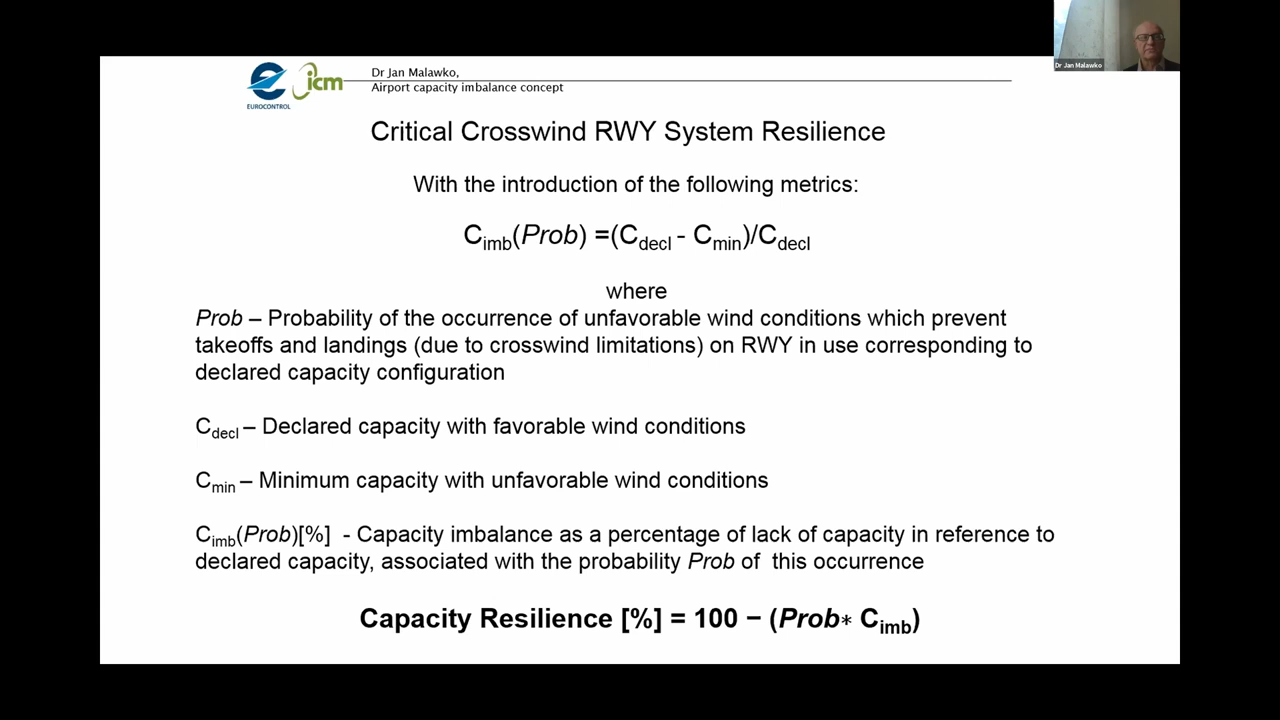 Dr Jan Malawko
EUROCONTROL
icm
Dr Jan Malawko,
Airport capacity imbalance concept
Critical Crosswind RWY System Resilience
With the introduction of the following metrics:
Cimb(Prob) =(Cdecl - Cmin)/Cdecl
where
Prob – Probability of the occurrence of unfavorable wind conditions which prevent
takeoffs and landings (due to crosswind limitations) on RWY in use corresponding to
declared capacity configuration
Cdecl – Declared capacity with favorable wind conditions
Cmin – Minimum capacity with unfavorable wind conditions
Cimb(Prob)[%] - Capacity imbalance as a percentage of lack of capacity in reference to
declared capacity, associated with the probability Prob of this occurrence
Capacity Resilience [%] = 100 − (Prob* Cimb)